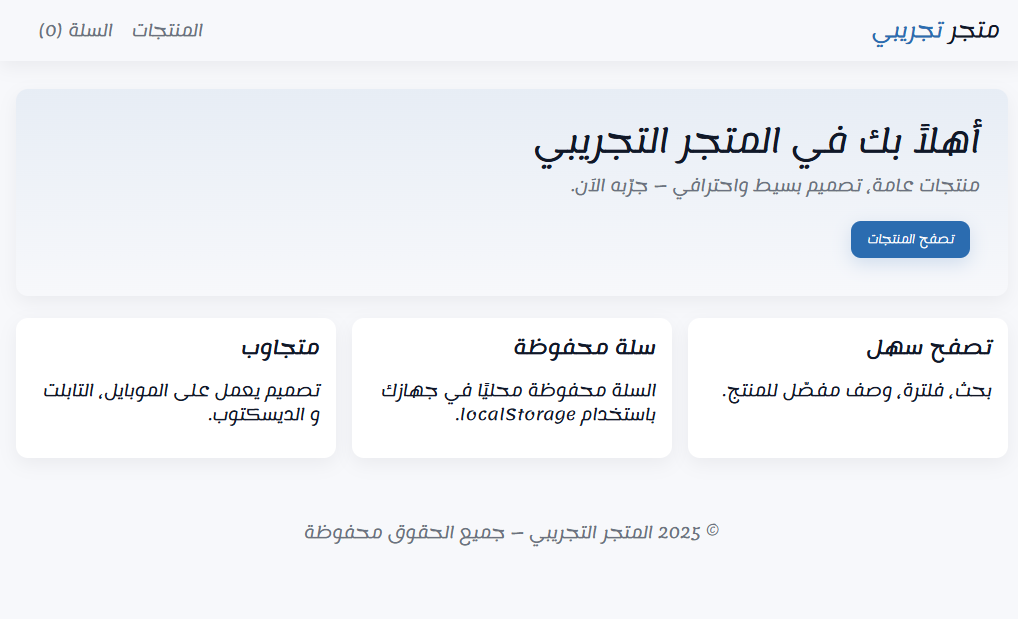 متجر تجريبي
المنتجات
السلة (0)
أهلاً بك في المتجر التجريبي
منتجات عامة، تصميم بسيط واحترافي — جرّبه الآن.
تصفح المنتجات
تصفح سهل
بحث، فلترة، وصف مفصّل للمنتج.
سلة محفوظة
السلة محفوظة محليًا في جهازك
باستخدام localStorage.
متجاوب
تصميم يعمل على الموبايل، التابلت
و الديسكتوب.
© 2025 المتجر التجريبي — جميع الحقوق محفوظة